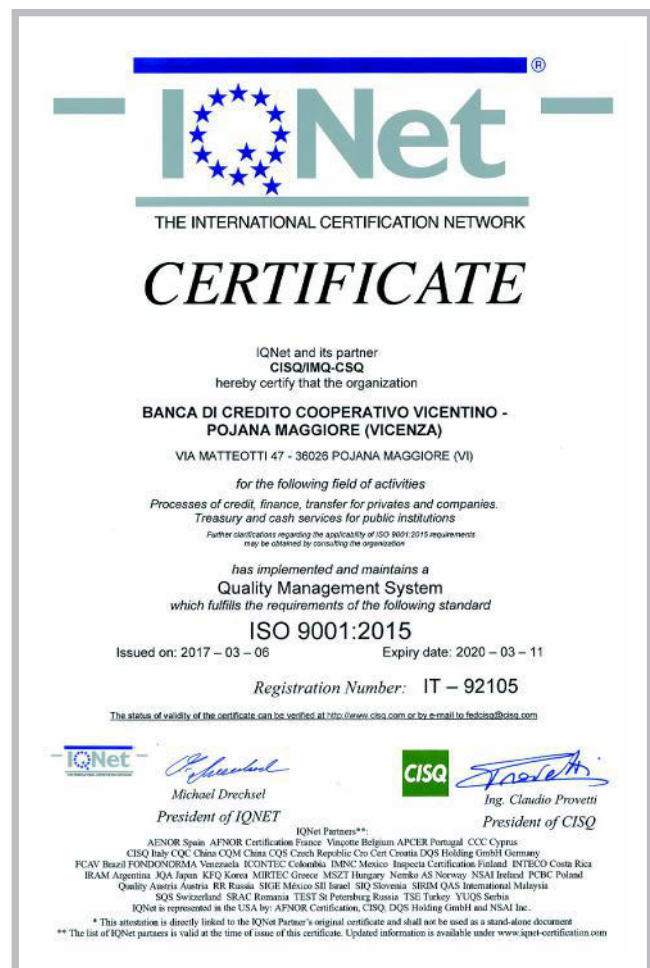 ®
IQNet
THE INTERNATIONAL CERTIFICATION NETWORK
CERTIFICATE
IQNet and its partner
CISQ/IMQ-CSQ
hereby certify that the organization
BANCA DI CREDITO COOPERATIVO VICENTINO -
POJANA MAGGIORE (VICENZA)
VIA MATTEOTTI 47 - 36026 POJANA MAGGIORE (VI)
for the following field of activities
Processes of credit, finance, transfer for privates and companies.
Treasury and cash services for public institutions
Further clarifications regarding the applicability of ISO 9001:2015 requirements
may be obtained by consulting the organization
has implemented and maintains a
Quality Management System
which fulfills the requirements of the following standard
ISO 9001:2015
Issued on: 2017 – 03 – 06 Expiry date: 2020 – 03 – 11
Registration Number: IT – 92105
The status of validity of the certificate can be verified at http://www.cisq.com or by e-mail to fedcisq@cisq.com
IQNet
THE INTERNATIONAL CERTIFICATION NETWORK
CISQ
Michael Drechsel
President of IQNET
Ing. Claudio Provetti
President of CISQ
IQNet Partners**:
AENOR Spain AFNOR Certification France Vinçotte Belgium APCER Portugal CCC Cyprus
CISQ Italy CQC China CQM China CQS Czech Republic Cro Cert Croatia DQS Holding GmbH Germany
FCAV Brazil FONDONORMA Venezuela ICONTEC Colombia IMNC Mexico Inspecta Certification Finland INTECO Costa Rica
IRAM Argentina JQA Japan KFQ Korea MIRTEC Greece MSZT Hungary Nemko AS Norway NSAI Ireland PCBC Poland
Quality Austria Austria RR Russia SIGE México SII Israel SIQ Slovenia SIRIM QAS International Malaysia
SQS Switzerland SRAC Romania TEST St Petersburg Russia TSE Turkey YUQS Serbia
IQNet is represented in the USA by: AFNOR Certification, CISQ, DQS Holding GmbH and NSAI Inc.
* This attestation is directly linked to the IQNet Partner's original certificate and shall not be used as a stand-alone document
** The list of IQNet partners is valid at the time of issue of this certificate. Updated information is available under www.iqnet-certification.com